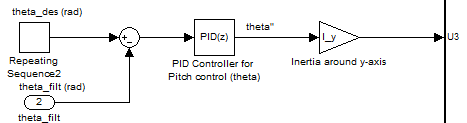 theta_des (rad)
Repeating
Sequence2
theta_filt (rad)
2
theta_filt
+
-
PID(z)
PID Controller for
Pitch control (theta)
theta"
I_y
Inertia around y-axis
U3